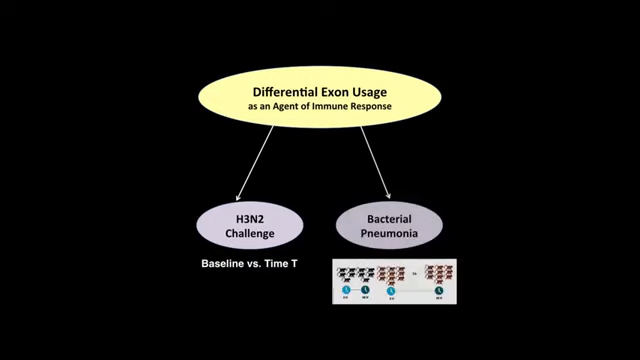 Differential Exon Usage
as an Agent of Immune Response
H3N2
Challenge
Bacterial
Pneumonia
Baseline vs. Time T